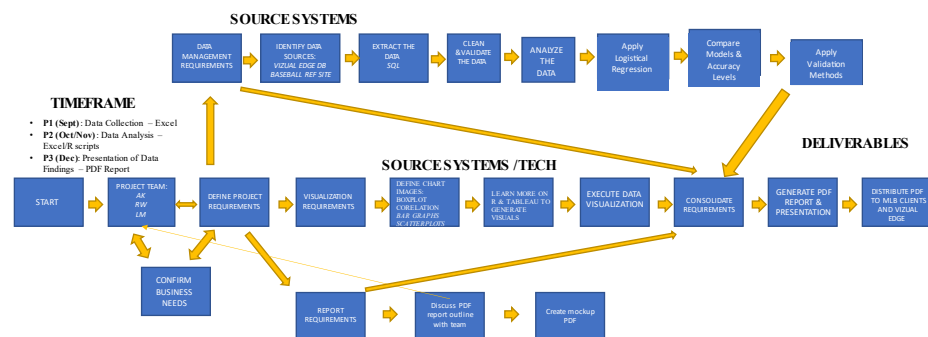 SOURCE SYSTEMS
DATA
MANAGEMENT
REQUIREMENTS
IDENTIFY DATA
SOURCES:
VIZUAL EDGE DB
BASEBALL REF SITE
EXTRACT THE
DATA
SQL
CLEAN
&VALIDATE
THE DATA
ANALYZE
THE
DATA
Apply
Logistical
Regression
Compare
Models &
Accuracy
Levels
Apply
Validation
Methods
TIMEFRAME
• P1 (Sept): Data Collection – Excel
• P2 (Oct/Nov): Data Analysis –
Excel/R scripts
• P3 (Dec): Presentation of Data
Findings – PDF Report
SOURCE SYSTEMS /TECH
DELIVERABLES
START
PROJECT TEAM:
AK
RW
LM
DEFINE PROJECT
REQUIREMENTS
VISUALIZATION
REQUIREMENTS
DEFINE CHART
IMAGES:
BOXPLOT
CORELATION
BAR GRAPHS
SCATTERPLOTS
LEARN MORE ON
R & TABLEAU TO
GENERATE
VISUALS
EXECUTE DATA
VISUALIZATION
CONSOLIDATE
REQUIREMENTS
GENERATE PDF
REPORT &
PRESENTATION
DISTRIBUTE PDF
TO MLB CLIENTS
AND VIZUAL
EDGE
CONFIRM
BUSINESS
NEEDS
REPORT
REQUIREMENTS
Discuss PDF
report outline
with team
Create mockup
PDF